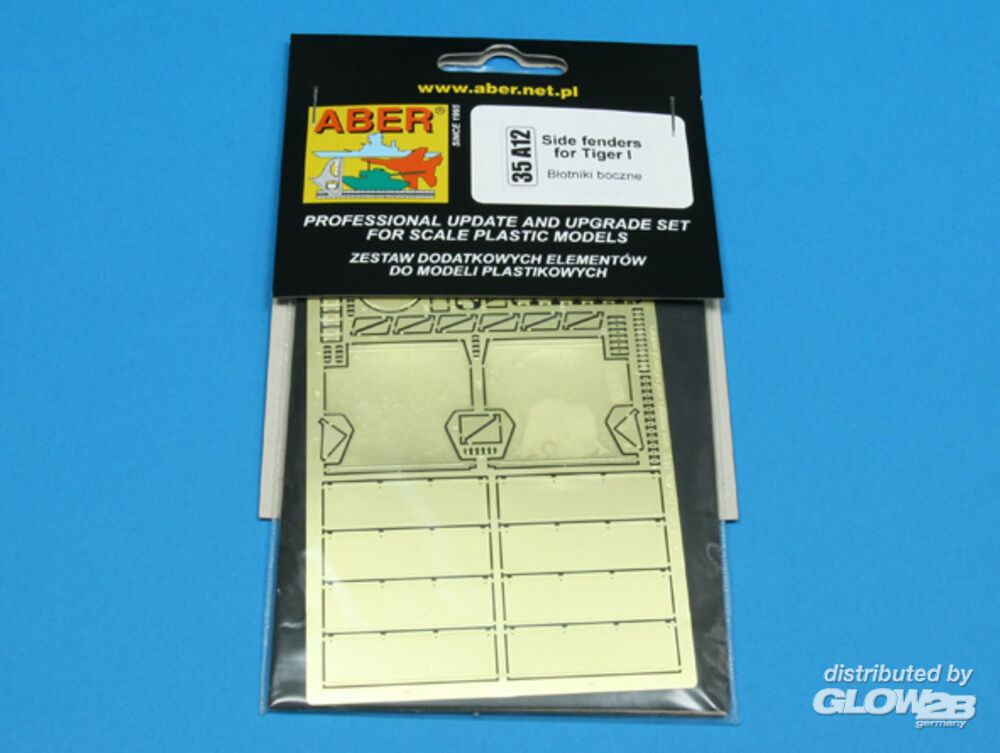 www.aber.net.pl
ABER®
SINCE 1995
35 A12
Side fenders
for Tiger I
Błotniki boczne
PROFESSIONAL UPDATE AND UPGRADE SET
FOR SCALE PLASTIC MODELS
ZESTAW DODATKOWYCH ELEMENTÓW
DO MODELI PLASTIKOWYCH
distributed by
GLOW2B
germany